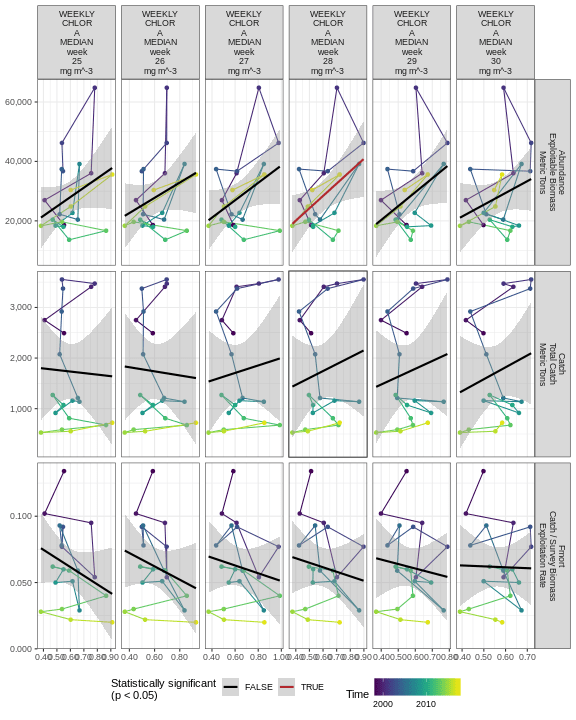 WEEKLY
CHLOR
A
MEDIAN
week
25
mg m^-3
WEEKLY
CHLOR
A
MEDIAN
week
26
mg m^-3
WEEKLY
CHLOR
A
MEDIAN
week
27
mg m^-3
WEEKLY
CHLOR
A
MEDIAN
week
28
mg m^-3
WEEKLY
CHLOR
A
MEDIAN
week
29
mg m^-3
WEEKLY
CHLOR
A
MEDIAN
week
30
mg m^-3
60,000
40,000
20,000
Abundance
Exploitable Biomass
Metric Tons
3,000
2,000
1,000
Catch
Total Catch
Metric Tons
0.100
0.050
0.000
Fmort
Catch / Survey Biomass
Exploitation Rate
0.40 0.50 0.60 0.70 0.80 0.90
0.40 0.60 0.80
0.40 0.60 0.80 1.00
0.40 0.50 0.60 0.70 0.80 0.90
0.40 0.50 0.60 0.70 0.80
0.40 0.50 0.60 0.70
Statistically significant
(p < 0.05)
FALSE
TRUE
Time
2000
2010